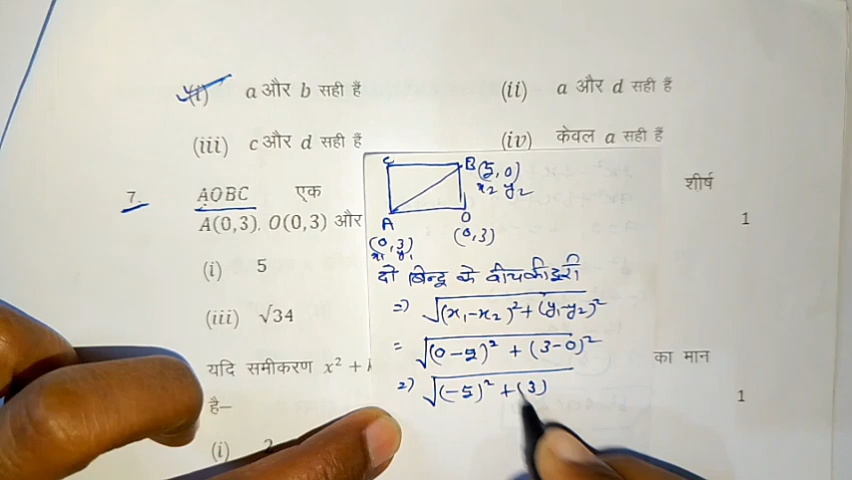 (i) a और b सही हैं (ii) a और d सही हैं
(iii) c और d सही हैं (iv) केवल a सही हैं
7. AOBC एक शीर्ष
A(0,3), O(0,3) और 1
C B (5,0)
x₂ y₂
A O
(0,3) (0,3)
x₁ y₁
दो बिन्दू के बीच की दूरी
(i) 5
=) √(x₁-x₂)² + (y₁-y₂)²
(iii) √34
= √(0-5)² + (3-0)²
यदि समीकरण x² + का मान
=) √(-5)² + (3)
है– 1
(i) 2